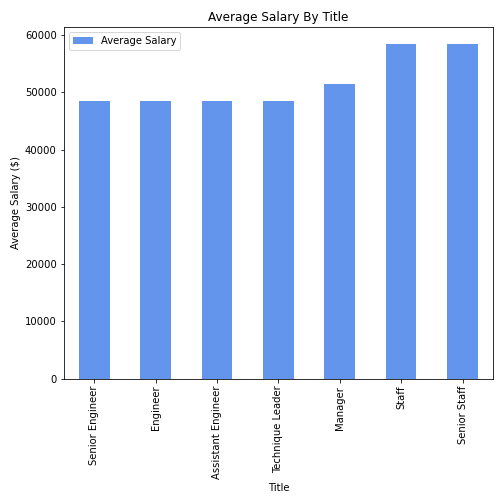 Average Salary By Title
Average Salary
Average Salary ($)
60000
50000
40000
30000
20000
10000
0
Senior Engineer
Engineer
Assistant Engineer
Technique Leader
Manager
Staff
Senior Staff
Title